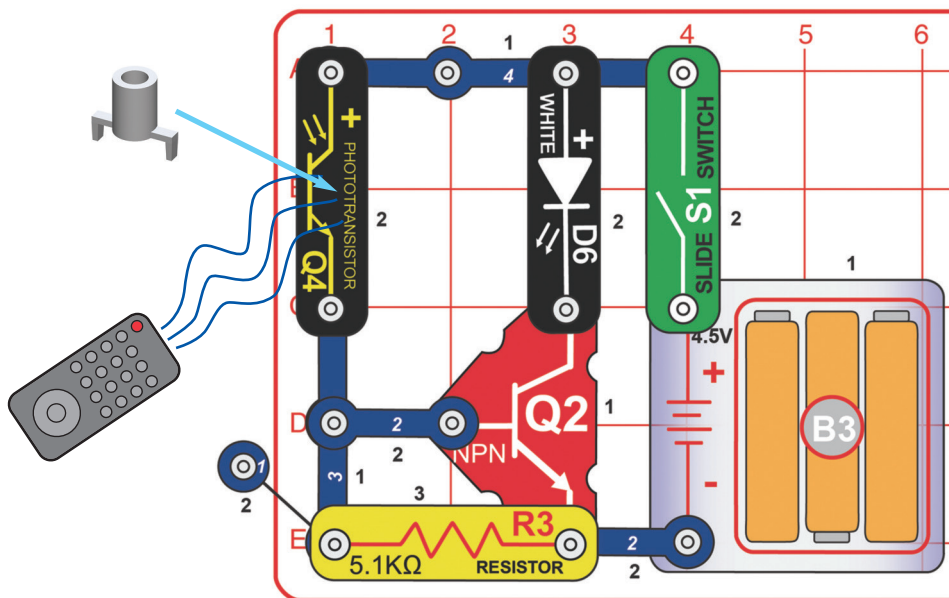 1 2 3 4 5 6
A
1
4
+
PHOTOTRANSISTOR
Q4
2
WHITE
+
D6
2
SLIDE SWITCH
S1
2
B
C
1
4.5V
+
-
B3
D
2
2
Q2
NPN
1
1
2
3
1
3
E
R3
5.1KΩ
RESISTOR
2
2